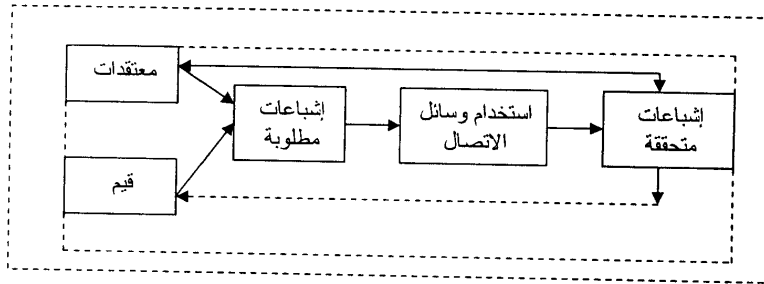 معتقدات
إشباعات
مطلوبة
استخدام وسائل
الاتصال
إشباعات
متحققة
قيم